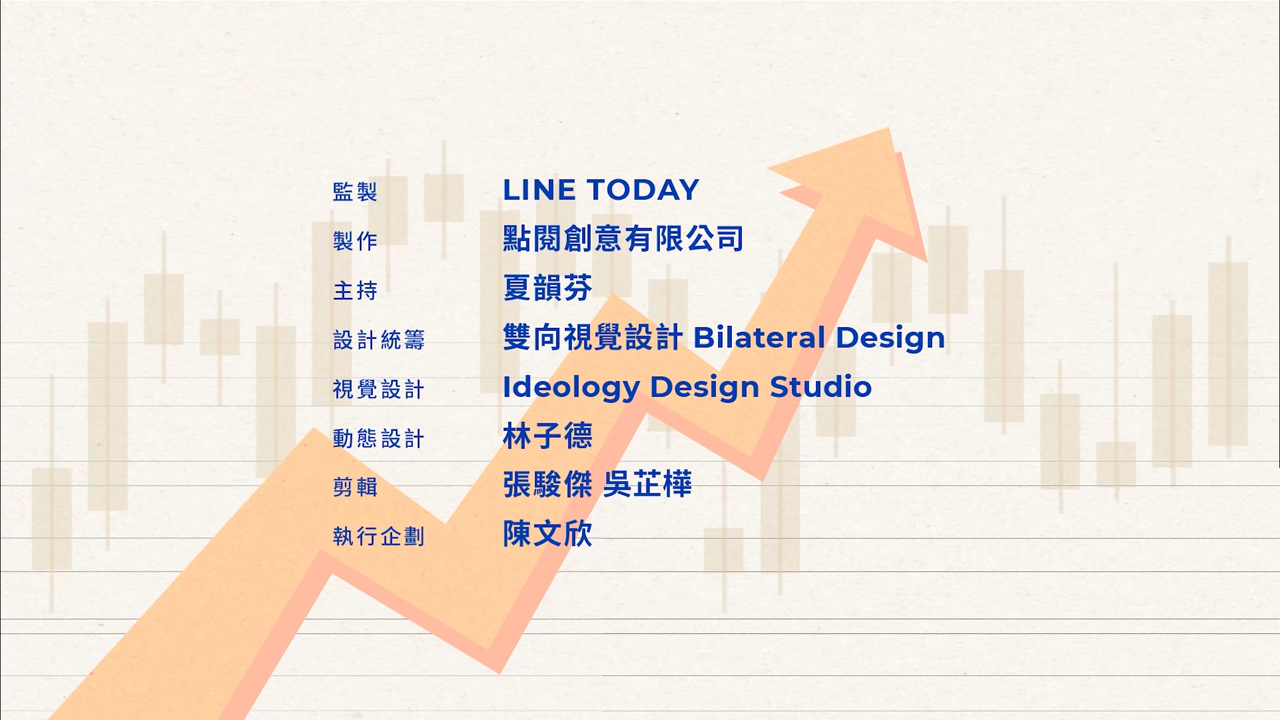 監製 LINE TODAY
製作 點閱創意有限公司
主持 夏韻芬
設計統籌 雙向視覺設計 Bilateral Design
視覺設計 Ideology Design Studio
動態設計 林子德
剪輯 張駿傑 吳芷樺
執行企劃 陳文欣